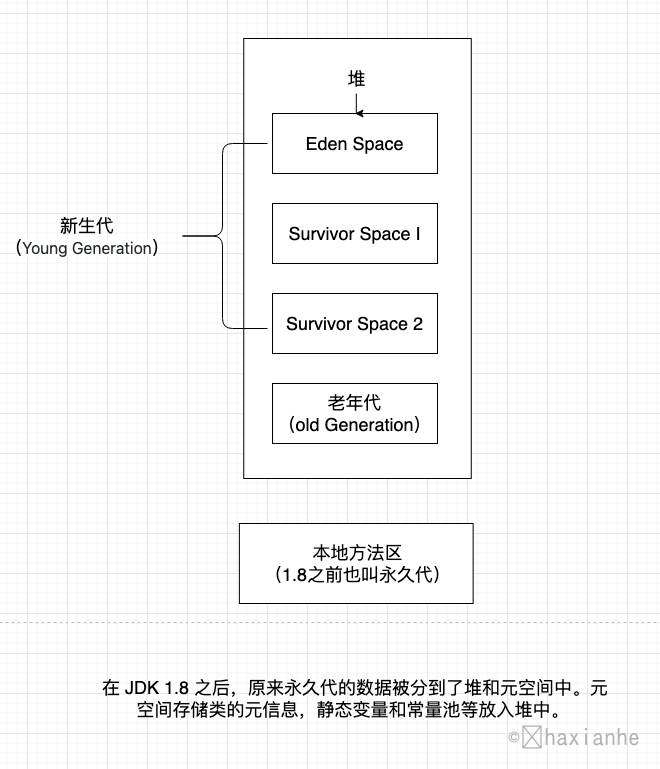 堆
Eden Space
Survivor Space I
Survivor Space 2
新生代
（Young Generation）
老年代
（old Generation）
本地方法区
（1.8之前也叫永久代）
在 JDK 1.8 之后，原来永久代的数据被分到了堆和元空间中。元
空间存储类的元信息，静态变量和常量池等放入堆中。
©haxianhe